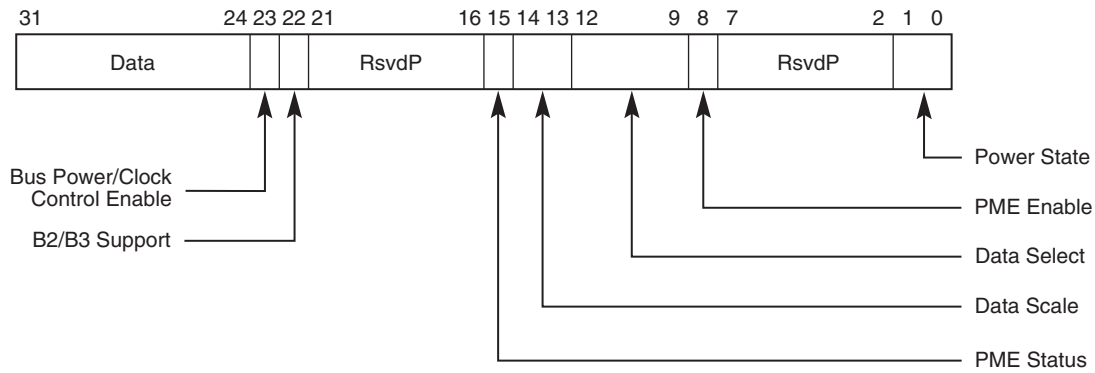 31 24 23 22 21 16 15 14 13 12 9 8 7 2 1 0
Data RsvdP RsvdP
Bus Power/Clock
Control Enable
B2/B3 Support
Power State
PME Enable
Data Select
Data Scale
PME Status